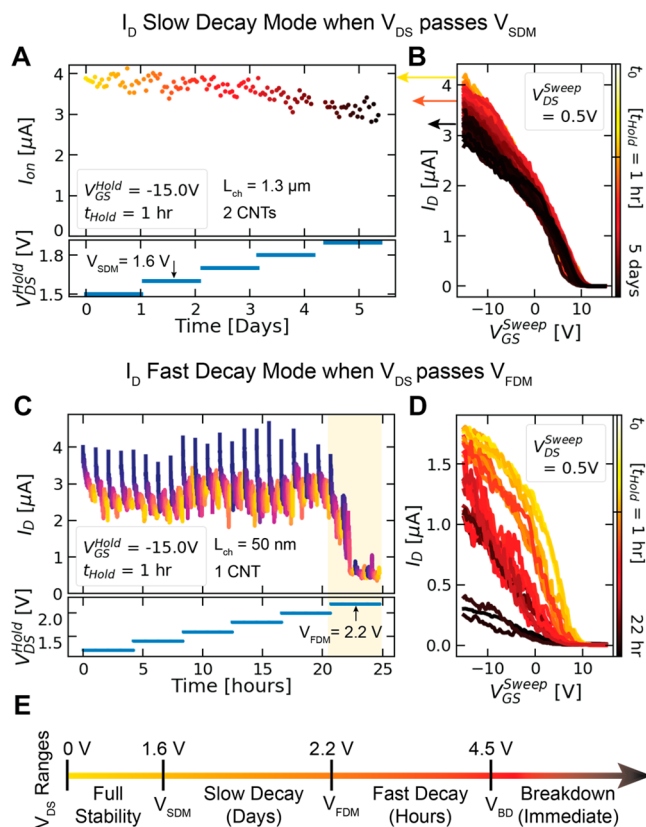 I_D Slow Decay Mode when V_DS passes V_SDM
A
I_on [µA]
4
3
2
1
0
V_GS^Hold = -15.0V
t_Hold = 1 hr
L_ch = 1.3 µm
2 CNTs
V_DS^Hold [V]
1.8
1.5
V_SDM = 1.6 V
0 1 2 3 4 5
Time [Days]
B
I_D [µA]
4
3
2
1
0
V_DS^Sweep
= 0.5V
-10 0 10
V_GS^Sweep [V]
t_0
[t_Hold = 1 hr]
5 days
I_D Fast Decay Mode when V_DS passes V_FDM
C
I_D [µA]
4
3
2
1
0
V_GS^Hold = -15.0V
t_Hold = 1 hr
L_ch = 50 nm
1 CNT
V_DS^Hold [V]
2.0
1.5
V_FDM = 2.2 V
0 5 10 15 20 25
Time [hours]
D
I_D [µA]
1.5
1.0
0.5
0.0
V_DS^Sweep
= 0.5V
-10 0 10
V_GS^Sweep [V]
t_0
[t_Hold = 1 hr]
22 hr
E
V_DS Ranges
0 V 1.6 V 2.2 V 4.5 V
Full Stability
V_SDM
Slow Decay (Days)
V_FDM
Fast Decay (Hours)
V_BD
Breakdown (Immediate)